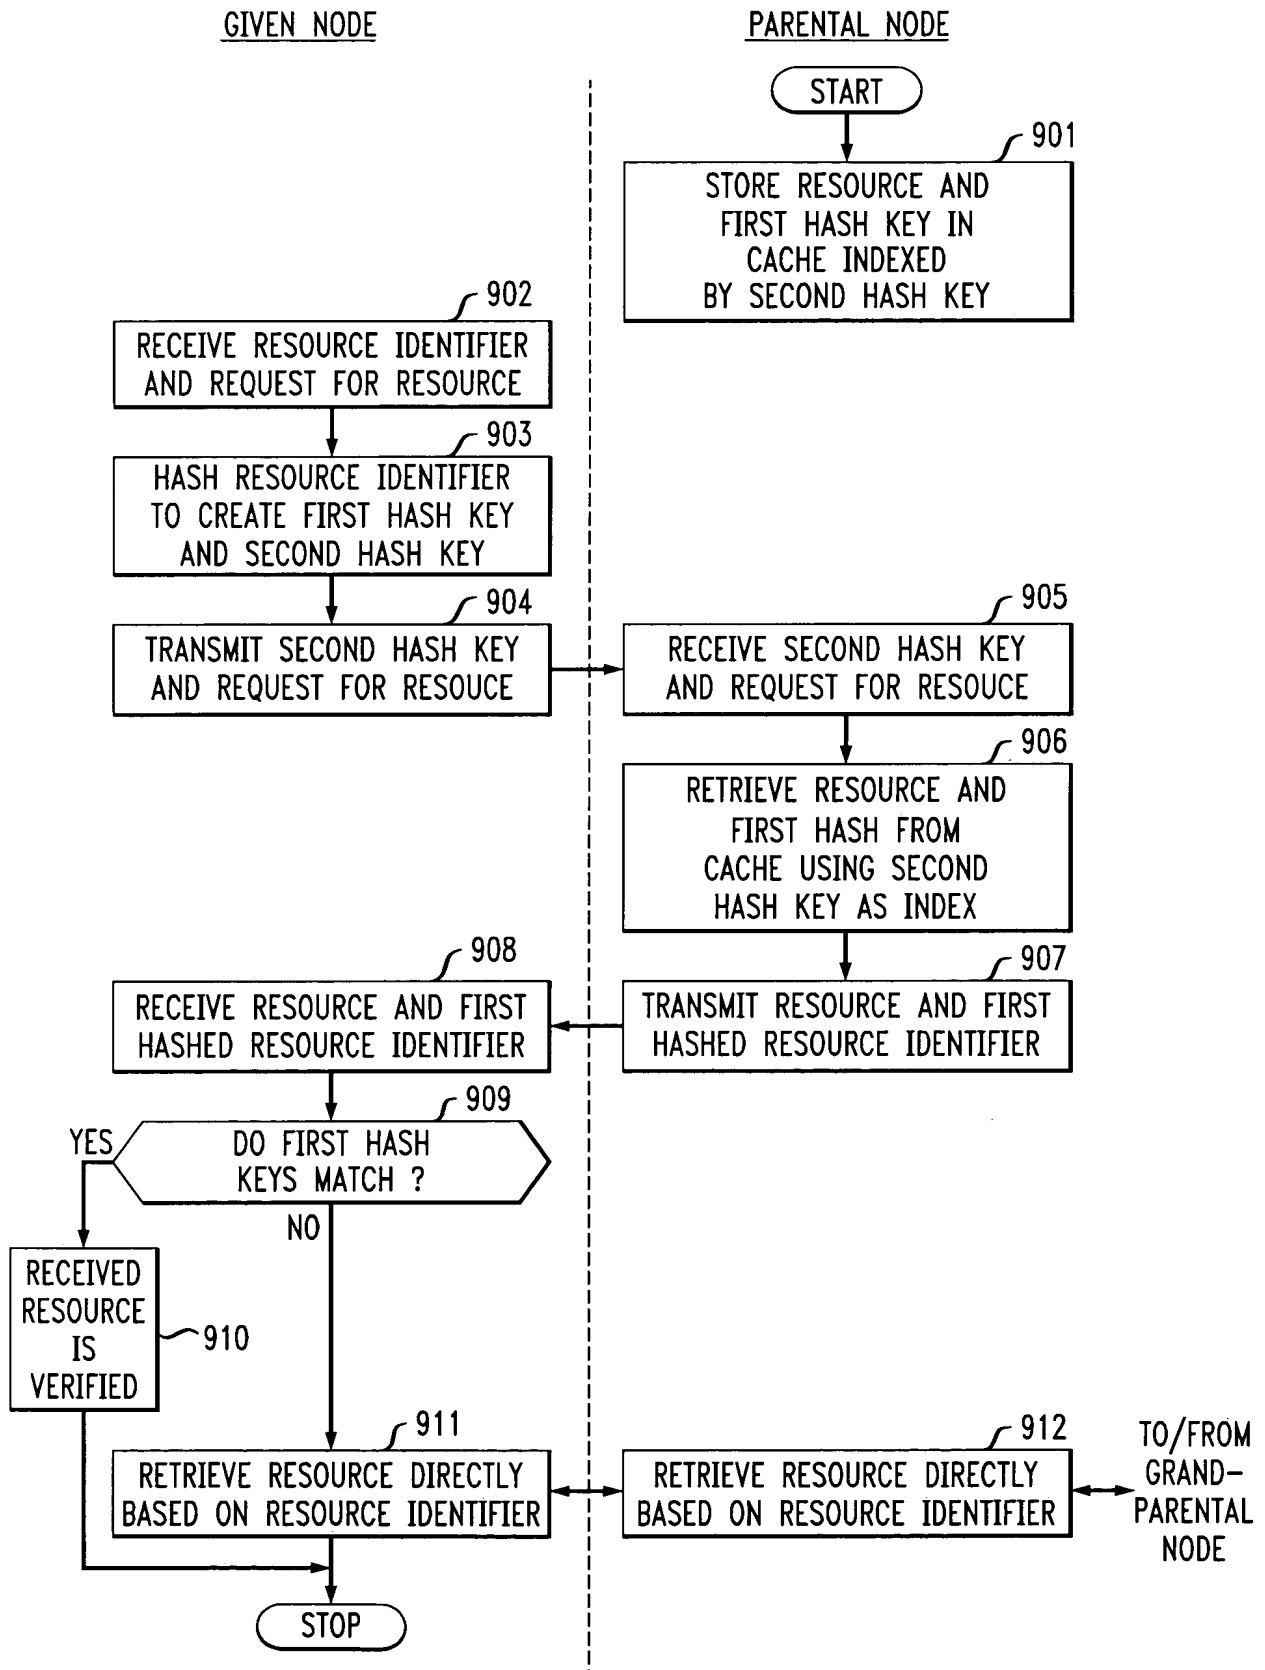 GIVEN NODE
PARENTAL NODE
START
901
STORE RESOURCE AND
FIRST HASH KEY IN
CACHE INDEXED
BY SECOND HASH KEY
902
RECEIVE RESOURCE IDENTIFIER
AND REQUEST FOR RESOURCE
903
HASH RESOURCE IDENTIFIER
TO CREATE FIRST HASH KEY
AND SECOND HASH KEY
904
TRANSMIT SECOND HASH KEY
AND REQUEST FOR RESOUCE
905
RECEIVE SECOND HASH KEY
AND REQUEST FOR RESOUCE
906
RETRIEVE RESOURCE AND
FIRST HASH FROM
CACHE USING SECOND
HASH KEY AS INDEX
907
TRANSMIT RESOURCE AND FIRST
HASHED RESOURCE IDENTIFIER
908
RECEIVE RESOURCE AND FIRST
HASHED RESOURCE IDENTIFIER
909
DO FIRST HASH
KEYS MATCH ?
YES
NO
RECEIVED
RESOURCE
IS
VERIFIED
910
911
RETRIEVE RESOURCE DIRECTLY
BASED ON RESOURCE IDENTIFIER
912
RETRIEVE RESOURCE DIRECTLY
BASED ON RESOURCE IDENTIFIER
TO/FROM
GRAND-
PARENTAL
NODE
STOP